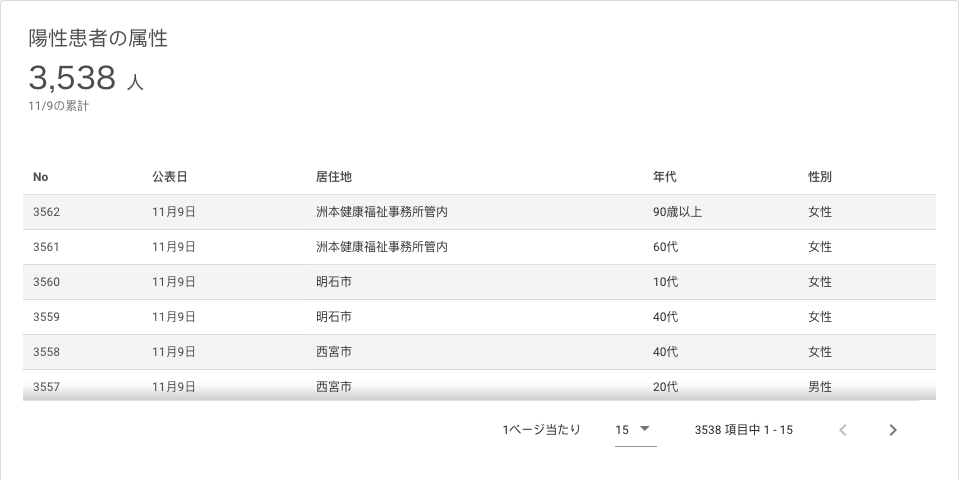 陽性患者の属性
3,538 人
11/9の累計
No 公表日 居住地 年代 性別
3562 11月9日 洲本健康福祉事務所管内 90歳以上 女性
3561 11月9日 洲本健康福祉事務所管内 60代 女性
3560 11月9日 明石市 10代 女性
3559 11月9日 明石市 40代 女性
3558 11月9日 西宮市 40代 女性
3557 11月9日 西宮市 20代 男性
1ページ当たり 15 3538 項目中 1 - 15